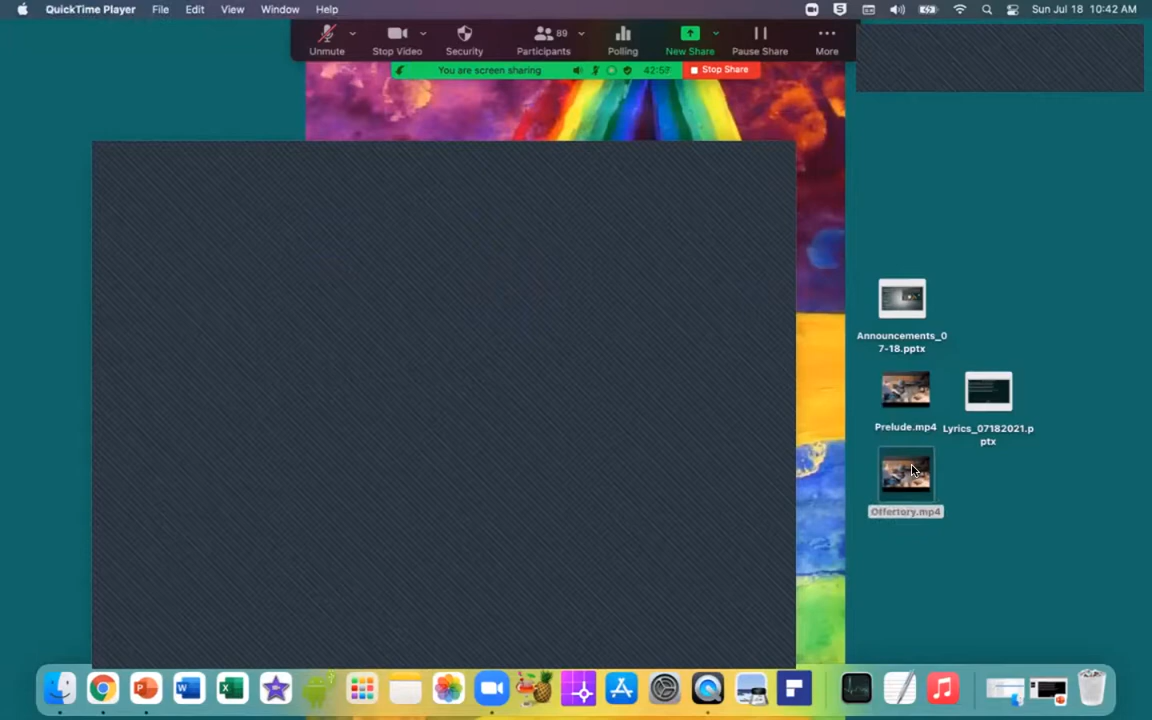 QuickTime Player File Edit View Window Help Sun Jul 18 10:42 AM
Unmute Stop Video Security Participants 89 Polling New Share Pause Share More
You are screen sharing 42:57 Stop Share
Announcements_0
7-18.pptx
Prelude.mp4
Lyrics_07182021.p
ptx
Offertory.mp4